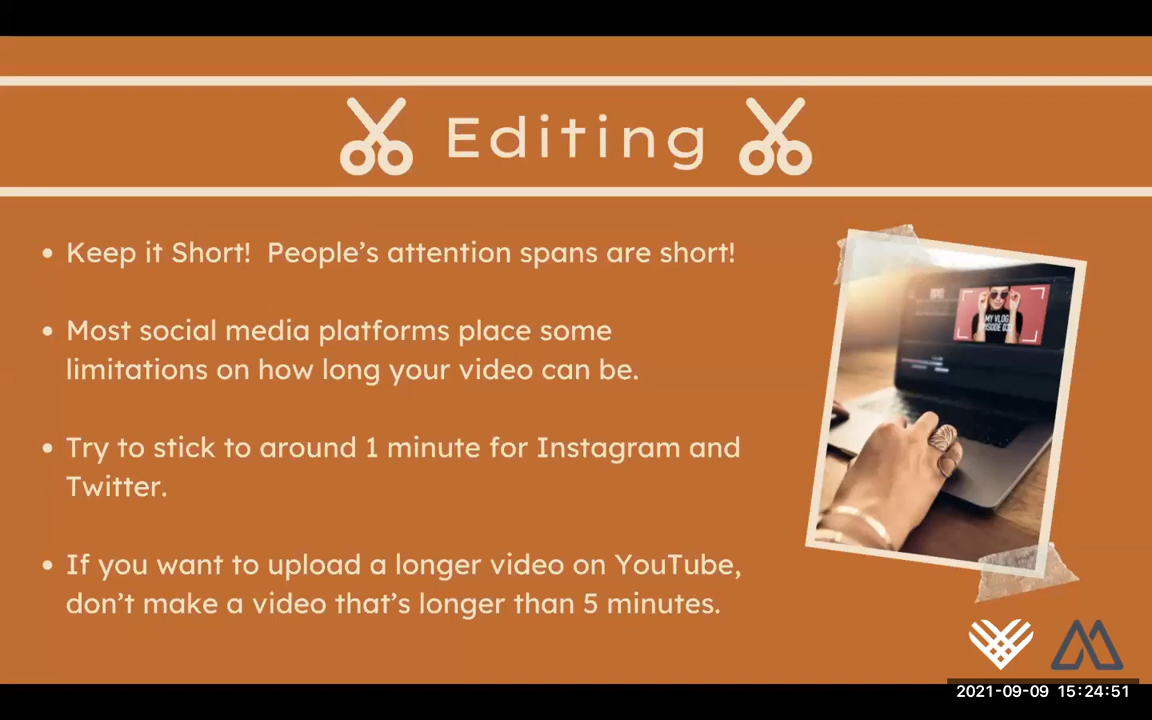 Editing
• Keep it Short!  People’s attention spans are short!
• Most social media platforms place some
limitations on how long your video can be.
• Try to stick to around 1 minute for Instagram and
Twitter.
• If you want to upload a longer video on YouTube,
don’t make a video that’s longer than 5 minutes.
MY VLOG
2021-09-09 15:24:51